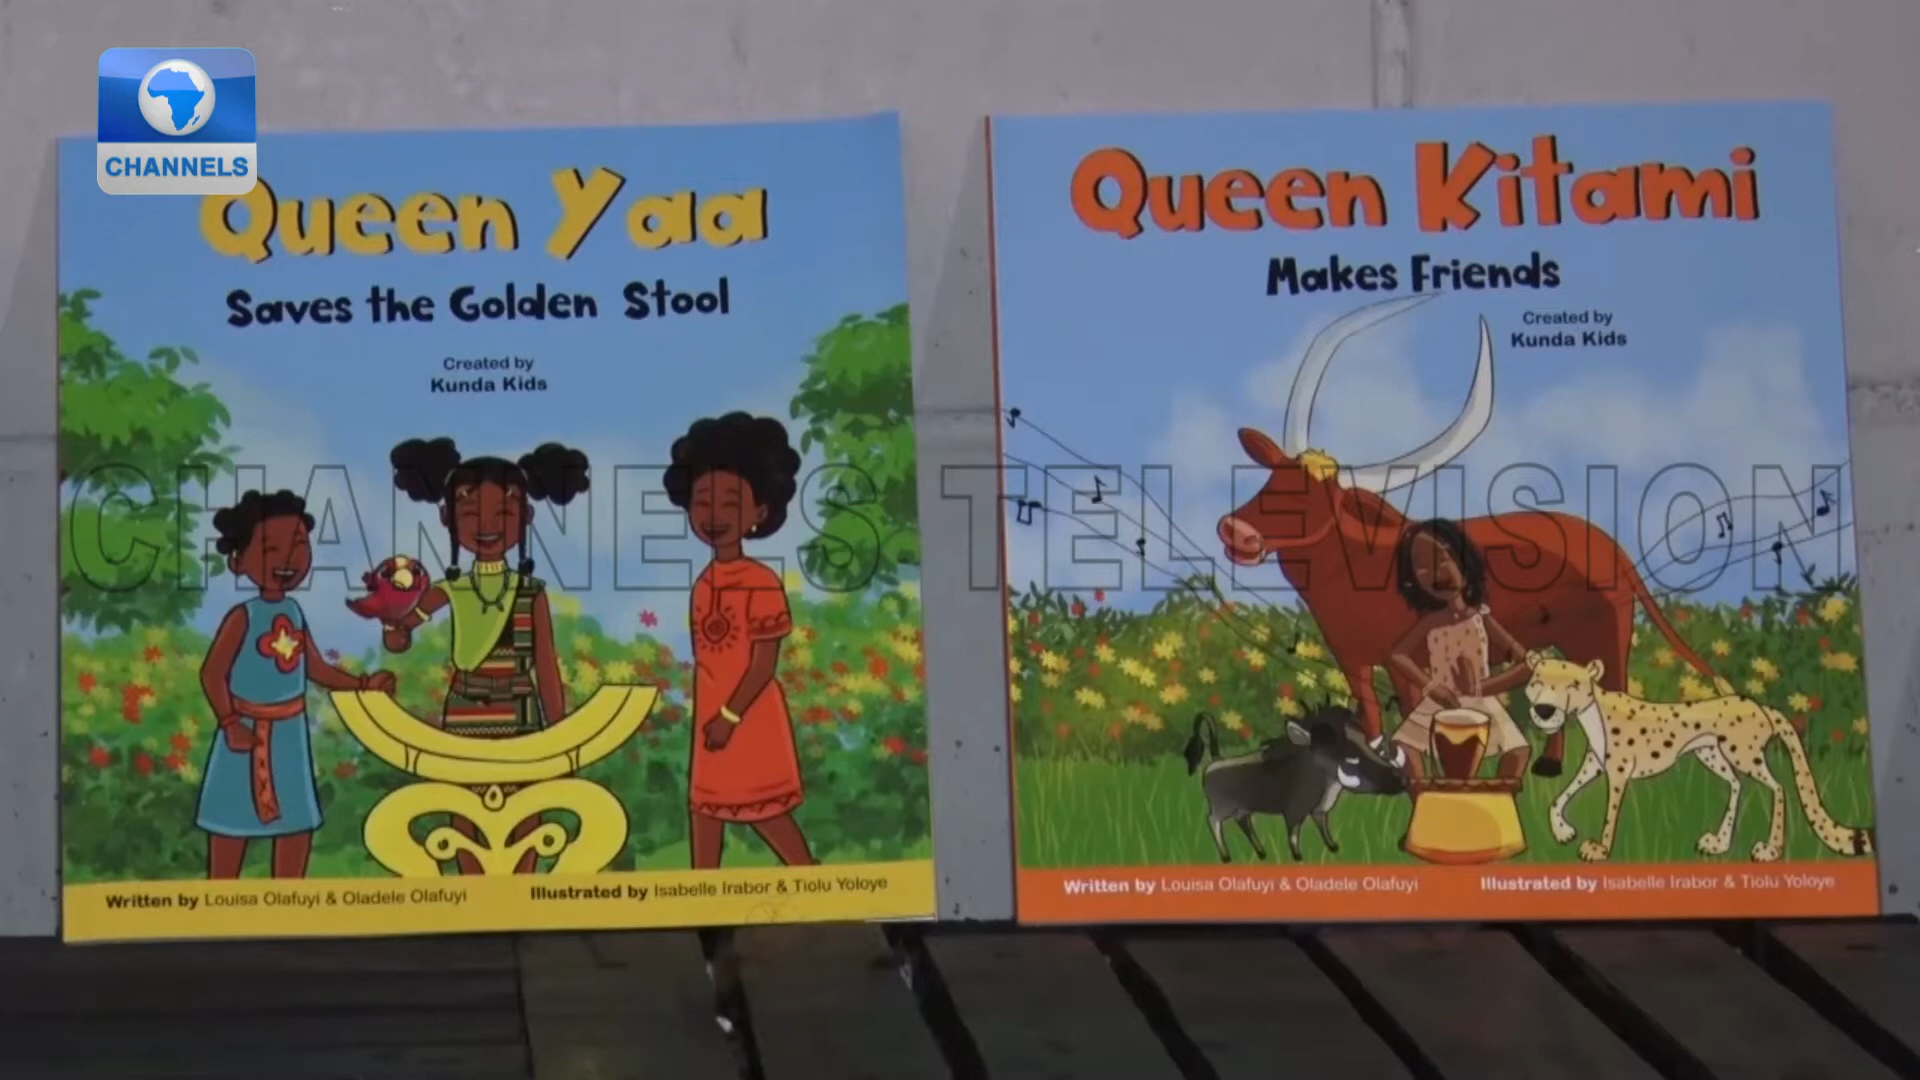 CHANNELS
Queen Yaa
Saves the Golden Stool
Created by
Kunda Kids
Written by Louisa Olafuyi & Oladele Olafuyi
Illustrated by Isabelle Irabor & Tiolu Yoloye
Queen Kitami
Makes Friends
Created by
Kunda Kids
Written by Louisa Olafuyi & Oladele Olafuyi
Illustrated by Isabelle Irabor & Tiolu Yoloye
CHANNELS TELEVISION